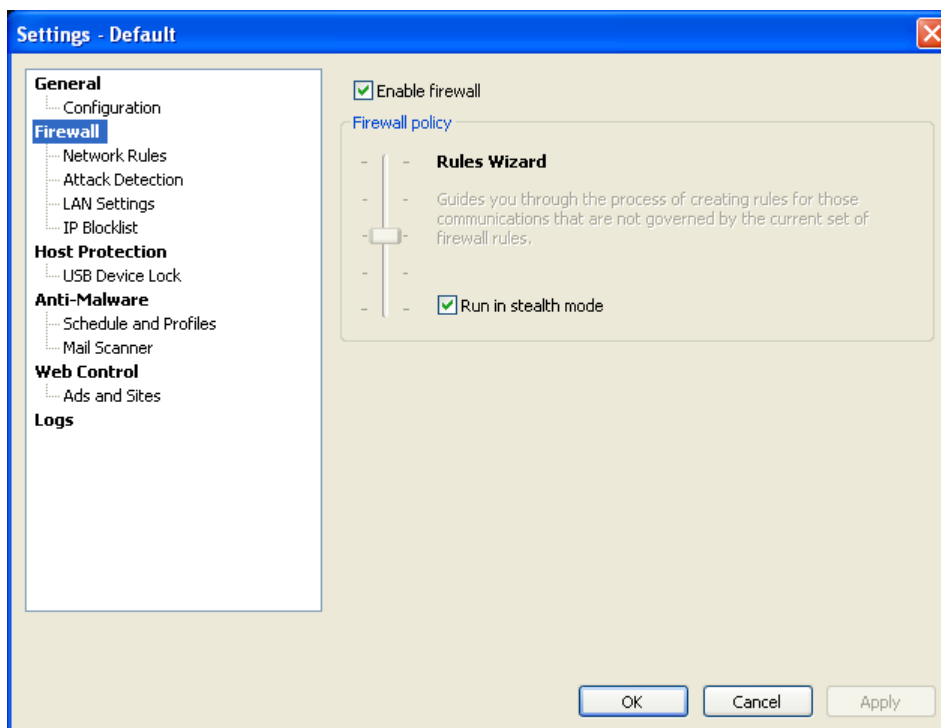 Settings - Default
General
Configuration
Firewall
Network Rules
Attack Detection
LAN Settings
IP Blocklist
Host Protection
USB Device Lock
Anti-Malware
Schedule and Profiles
Mail Scanner
Web Control
Ads and Sites
Logs
Enable firewall
Firewall policy
Rules Wizard
Guides you through the process of creating rules for those
communications that are not governed by the current set of
firewall rules.
Run in stealth mode
OK
Cancel
Apply